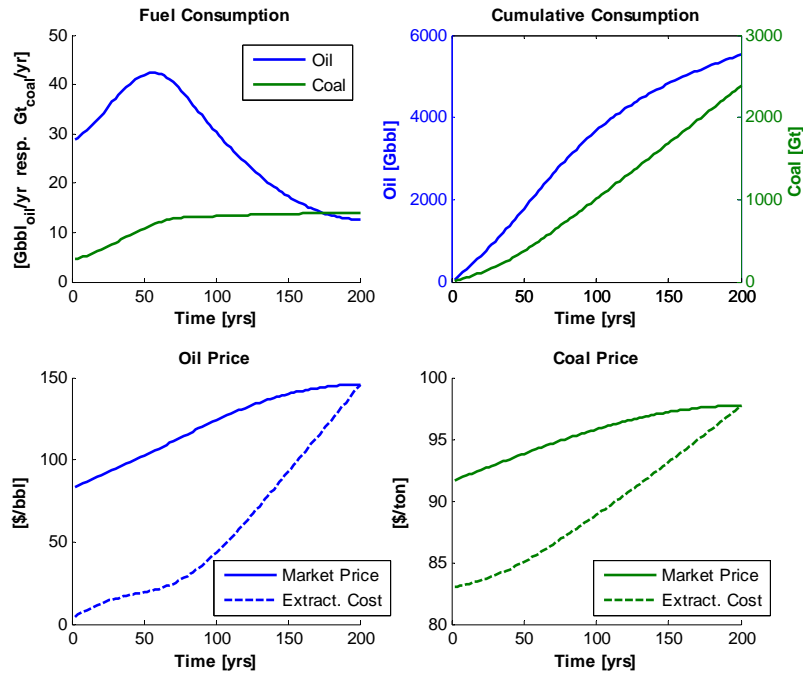 Fuel Consumption
[Gbbl_oil/yr resp. Gt_coal/yr]
50
40
30
20
10
0
Oil
Coal
0 50 100 150 200
Time [yrs]
Cumulative Consumption
Oil [Gbbl]
6000
4000
2000
0
Coal [Gt]
3000
2000
1000
0
0 50 100 150 200
Time [yrs]
Oil Price
[$/bbl]
150
100
50
0
Market Price
Extract. Cost
0 50 100 150 200
Time [yrs]
Coal Price
[$/ton]
100
95
90
85
80
Market Price
Extract. Cost
0 50 100 150 200
Time [yrs]